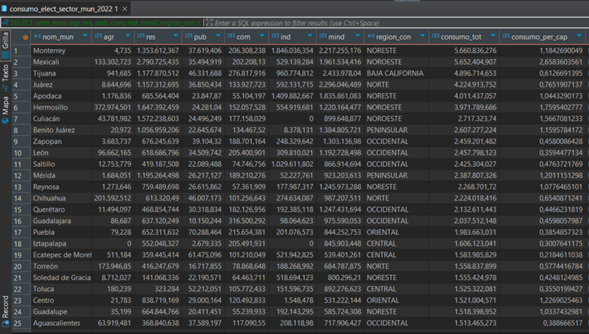 consumo_elect_sector_mun_2022 1
Enter a SQL expression to filter results (use Ctrl+Space)
Grilla
Texto
Mapa
Record
nom_mun agr res pub com ind mind region_con consumo_tot consumo_per_cap
1 Monterrey 4,735 1.353.612,367 37.619,406 206.308,238 1.846.036,354 2.217.255,176 NORESTE 5.660.836,276 1,1842690049
2 Mexicali 133.302,723 2.790.725,435 35.494,919 202.208,13 529.139,284 1.961.534,416 NOROESTE 5.652.404,907 2,6583603561
3 Tijuana 941,685 1.177.870,512 46.331,688 276.817,916 960.774,812 2.433.978,04 BAJA CALIFORNIA 4.896.714,653 0,6126691395
4 Juárez 8.644,696 1.157.312,695 36.850,434 133.927,723 592.131,715 2.296.046,489 NORTE 4.224.913,752 0,7651907137
5 Apodaca 1.176,836 685.564,404 23.847,87 55.104,197 1.409.882,667 1.835.861,083 NORESTE 4.011.437,057 1,0443290173
6 Hermosillo 372.974,501 1.647.392,459 24.281,04 152.057,528 554.919,681 1.220.164,477 NOROESTE 3.971.789,686 1,7595402777
7 Culiacán 43.781,982 1.572.238,603 24.496,249 177.158,029 0 899.648,877 NOROESTE 2.717.323,74 1,5667081233
8 Benito Juárez 20,972 1.056.959,206 22.645,674 134.467,52 8.378,131 1.384.805,721 PENINSULAR 2.607.277,224 1,1595784172
9 Zapopan 3.683,737 676.245,639 39.104,32 188.701,164 248.329,642 1.303.136,98 OCCIDENTAL 2.459.201,482 0,4580086428
10 León 96.662,165 618.686,796 34.509,742 205.400,901 309.810,021 1.192.728,498 OCCIDENTAL 2.457.798,123 0,3594477134
11 Saltillo 12.753,779 419.187,508 22.089,488 74.746,756 1.029.611,802 866.914,694 OCCIDENTAL 2.425.304,027 0,4763721769
12 Mérida 1.684,048 1.195.264,498 26.217,127 189.210,276 52.227,761 923.203,613 PENINSULAR 2.387.807,326 1,2011151298
13 Reynosa 1.273,646 759.489,698 26.615,862 57.361,909 177.987,317 1.245.973,288 NORESTE 2.268.701,72 1,0776465101
14 Chihuahua 201.592,512 613.320,49 46.007,173 101.256,643 274.634,087 987.207,511 NORTE 2.224.018,416 0,6540871241
15 Querétaro 11.494,097 468.854,744 30.318,834 182.126,956 192.385,118 1.247.431,694 OCCIDENTAL 2.132.611,443 0,4466231819
16 Guadalajara 86,687 637.120,249 10.150,244 316.500,292 98.064,623 975.590,053 OCCIDENTAL 2.037.512,148 0,4598057987
17 Puebla 79,228 652.311,632 70.288,464 215.654,381 201.076,573 844.252,753 ORIENTAL 1.983.663,031 0,3854857323
18 Iztapalapa 0 552.048,327 2.679,335 205.491,931 0 845.903,448 CENTRAL 1.606.123,041 0,3007641175
19 Ecatepec de Morel 511,184 359.445,414 61.475,096 101.210,049 521.942,825 539.401,261 CENTRAL 1.583.985,829 0,2184611038
20 Torreón 173.946,85 416.247,679 16.717,855 78.868,648 188.268,992 684.787,875 NORTE 1.558.837,899 0,5774416784
21 Soledad de Gracia 8.712,027 141.068,336 22.190,571 64.463,711 518.694,123 800.296,21 NORESTE 1.555.424,978 0,4248124985
22 Toluca 180,239 323.284 52.212,051 105.772,433 151.596,735 892.276,623 CENTRAL 1.525.322,081 0,3550199427
23 Centro 21,783 838.719,169 29.000,164 120.492,833 1.548,478 531.222,144 ORIENTAL 1.521.004,571 1,2269025463
24 Guadalupe 35,199 664.844,766 20.411,451 55.239,933 192.143,295 585.724,308 NORESTE 1.518.398,952 1,0337432981
25 Aguascalientes 63.919,481 368.840,638 37.589,197 117.090,55 208.118,98 717.906,427 OCCIDENTAL 1.513.465,273 0,388666517